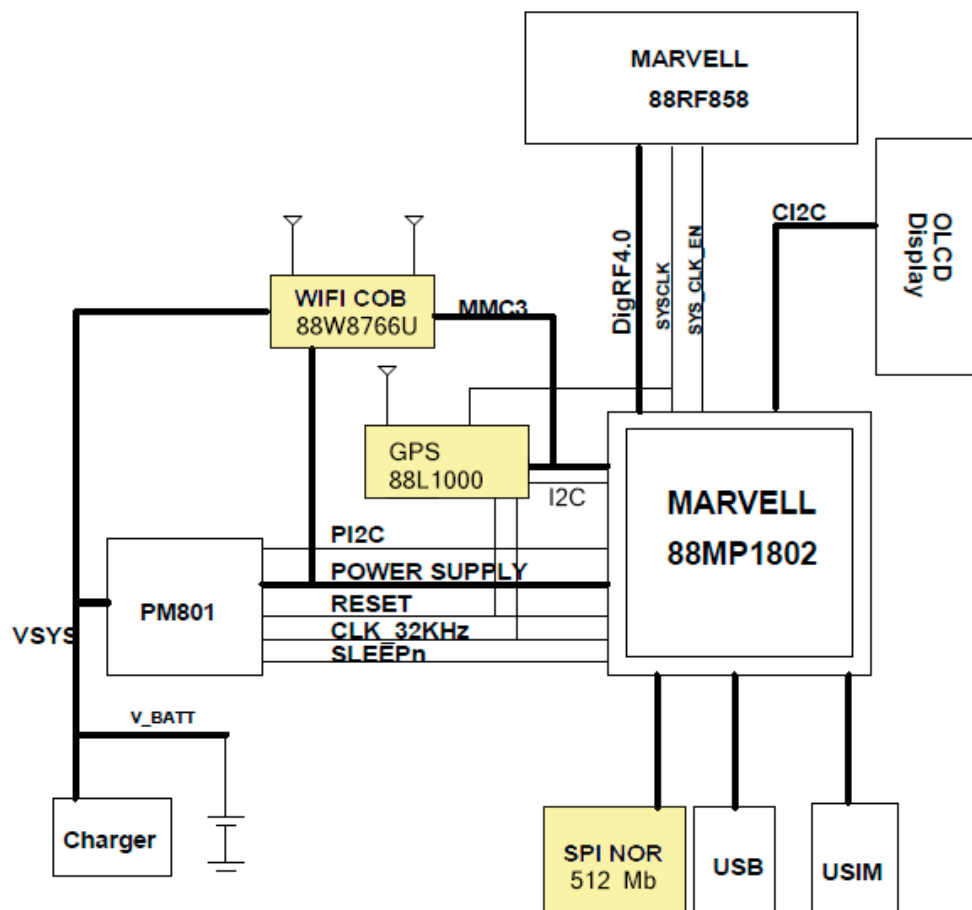 MARVELL
88RF858
CI2C
OLCD
Display
DigRF4.0
SYSCLK
SYS_CLK_EN
WIFI COB
88W8766U
MMC3
GPS
88L1000
I2C
MARVELL
88MP1802
PI2C
POWER SUPPLY
RESET
CLK_32KHz
SLEEPn
PM801
VSYS
V_BATT
Charger
SPI NOR
512 Mb
USB
USIM